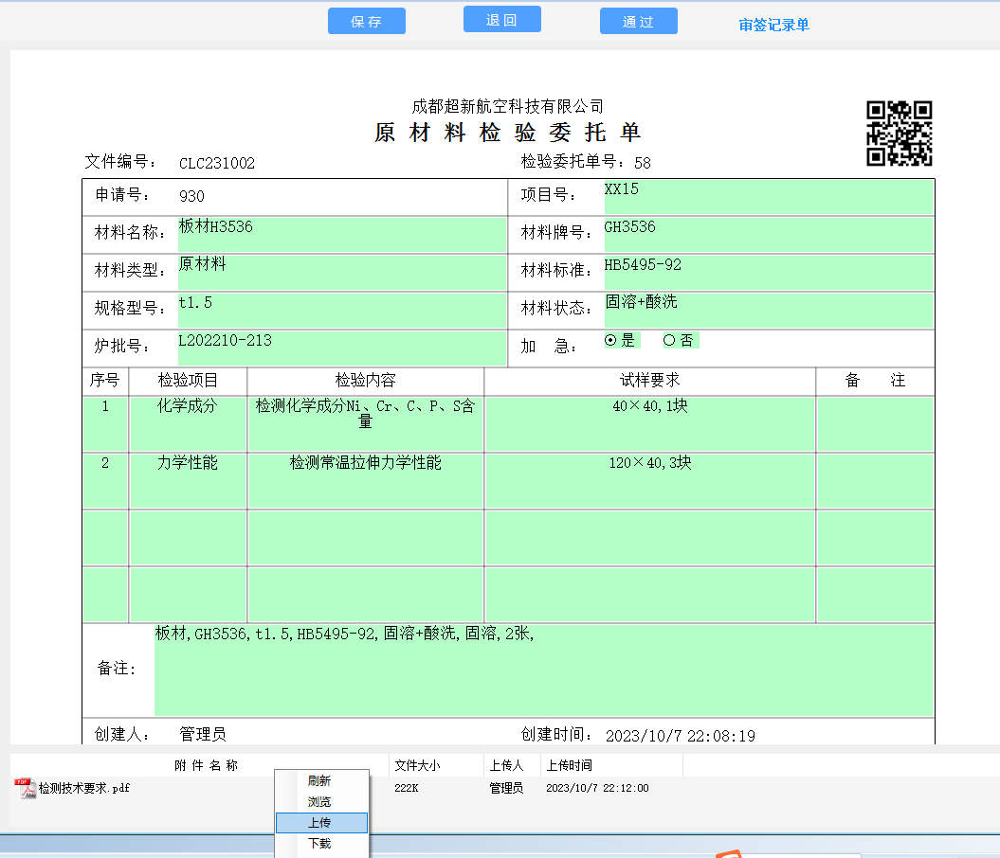 保存 退回 通过 审签记录单
成都超新航空科技有限公司
原材料检验委托单
文件编号： CLC231002 检验委托单号：58
申请号： 930 项目号： XX15
材料名称： 板材H3536 材料牌号： GH3536
材料类型： 原材料 材料标准： HB5495-92
规格型号： t1.5 材料状态： 固溶+酸洗
炉批号： L202210-213 加 急： 是 否
序号 检验项目 检验内容 试样要求 备 注
1 化学成分 检测化学成分Ni、Cr、C、P、S含 40×40,1块
量
2 力学性能 检测常温拉伸力学性能 120×40,3块
板材,GH3536,t1.5,HB5495-92,固溶+酸洗,固溶,2张,
备注:
创建人： 管理员 创建时间： 2023/10/7 22:08:19
附件名称 文件大小 上传人 上传时间
检测技术要求.pdf 222K 管理员 2023/10/7 22:12:00
刷新
浏览
上传
下载